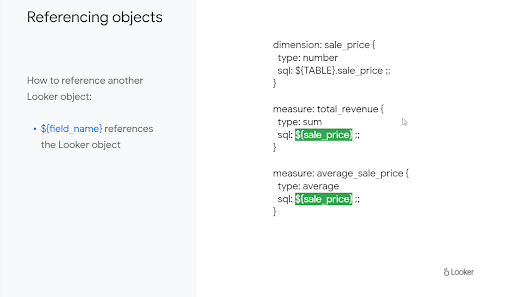 Referencing objects
How to reference another
Looker object:
• ${field_name} references
the Looker object
dimension: sale_price {
type: number
sql: ${TABLE}.sale_price ;;
}
measure: total_revenue {
type: sum
sql: ${sale_price} ;;
}
measure: average_sale_price {
type: average
sql: ${sale_price} ;;
}
Looker